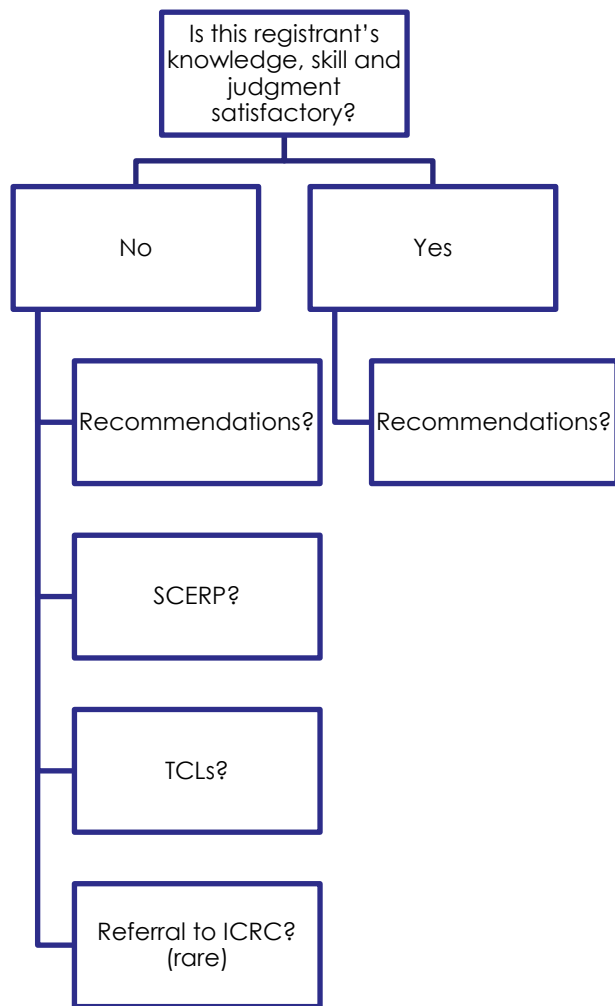 Is this registrant’s
knowledge, skill and
judgment
satisfactory?
No
Yes
Recommendations?
Recommendations?
SCERP?
TCLs?
Referral to ICRC?
(rare)